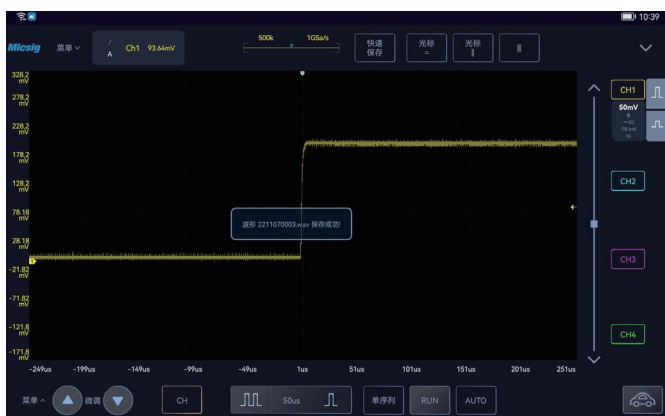 10:39
Micsig
菜单
A
Ch1 93.64mV
500k
1GSa/s
快速
保存
光标
光标
328.2
mV
278.2
mV
228.2
mV
178.2
mV
128.2
mV
78.18
mV
28.18
mV
-21.82
mV
-71.82
mV
-121.8
mV
-171.8
mV
CH1
50mV
CH2
CH3
CH4
波形 2211070003.wav 保存成功!
-249us
-199us
-149us
-99us
-49us
1us
51us
101us
151us
201us
251us
菜单
微调
CH
50us
单序列
RUN
AUTO